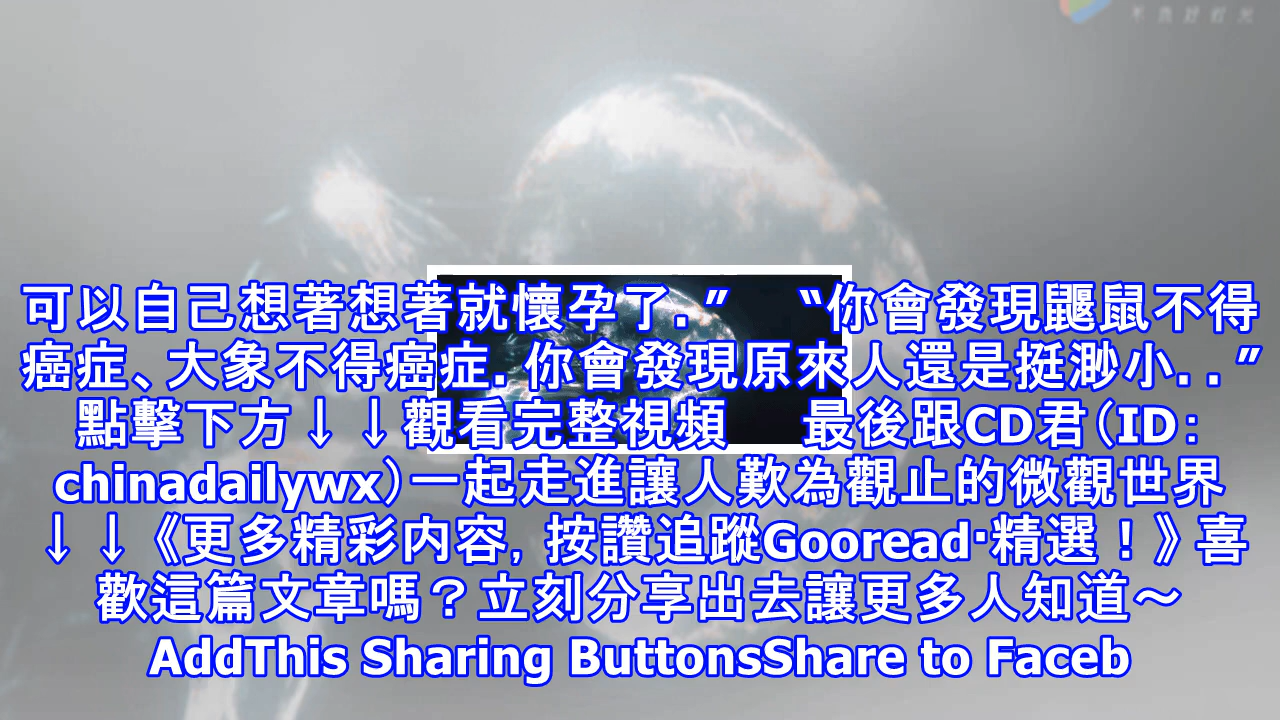 不良好时光
可以自己想著想著就懷孕了.” “你會發現鼴鼠不得
癌症、大象不得癌症.你會發現原來人還是挺渺小..”
點擊下方↓↓觀看完整視頻 最後跟CD君(ID:
chinadailywx)一起走進讓人歎為觀止的微觀世界
↓↓《更多精彩内容,按讚追蹤Gooread·精選!》喜
歡這篇文章嗎?立刻分享出去讓更多人知道~
AddThis Sharing ButtonsShare to Faceb